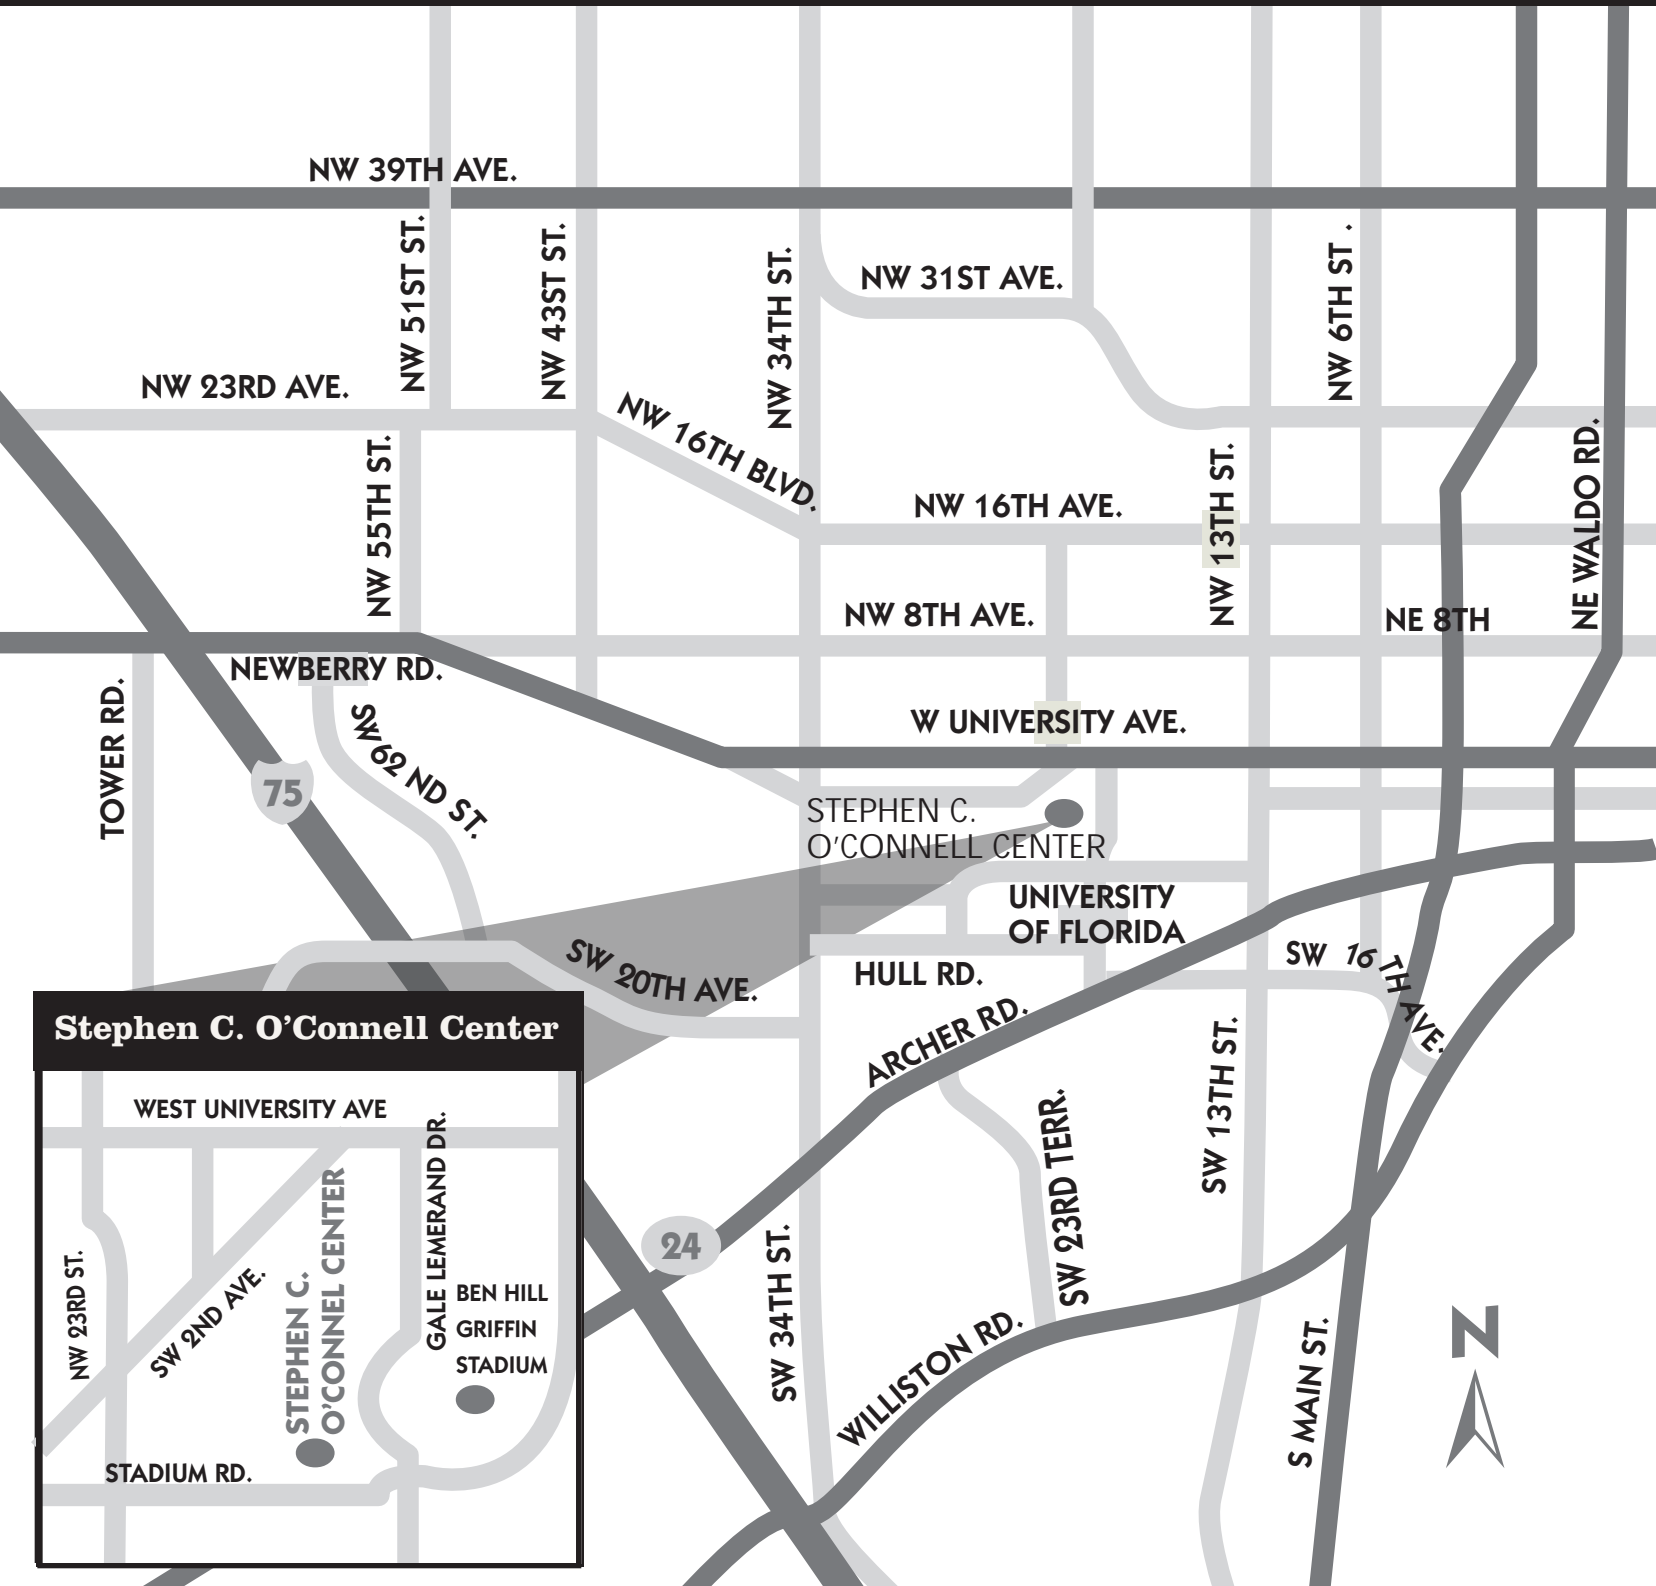 NW 39TH AVE.
NW 51ST ST.
NW 43ST ST.
NW 34TH ST.
NW 31ST AVE.
NW 6TH ST .
NW 23RD AVE.
NW 16TH BLVD.
NW 55TH ST.
NW 16TH AVE.
NW 13TH ST.
NE WALDO RD.
NW 8TH AVE.
NE 8TH
NEWBERRY RD.
TOWER RD.
SW 62 ND ST.
W UNIVERSITY AVE.
75
STEPHEN C.
O'CONNELL CENTER
UNIVERSITY
OF FLORIDA
SW 20TH AVE.
HULL RD.
SW 16 TH AVE.
ARCHER RD.
SW 13TH ST.
SW 23RD TERR.
24
SW 34TH ST.
WILLISTON RD.
S MAIN ST.
N
Stephen C. O’Connell Center
WEST UNIVERSITY AVE
GALE LEMERAND DR.
NW 23RD ST.
SW 2ND AVE.
STEPHEN C.
O’CONNEL CENTER
BEN HILL
GRIFFIN
STADIUM
STADIUM RD.